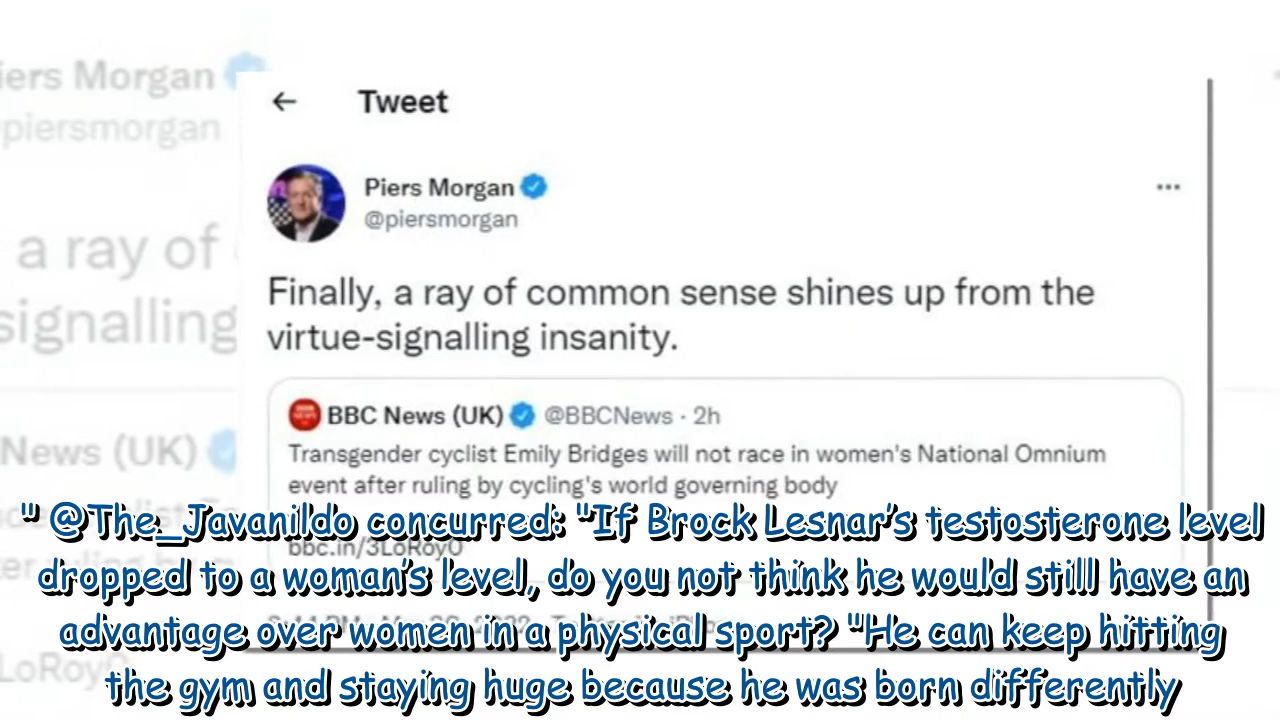 iers Morgan
piersmorgan
a ray of
signalling
News (UK)
LoRoyO
Tweet
Piers Morgan
@piersmorgan
Finally, a ray of common sense shines up from the
virtue-signalling insanity.
BBC News (UK) @BBCNews · 2h
Transgender cyclist Emily Bridges will not race in women's National Omnium
event after ruling by cycling's world governing body
bbc.in/3LoRoyO
" @The_Javanildo concurred: "If Brock Lesnar’s testosterone level
dropped to a woman’s level, do you not think he would still have an
advantage over women in a physical sport? "He can keep hitting
the gym and staying huge because he was born differently